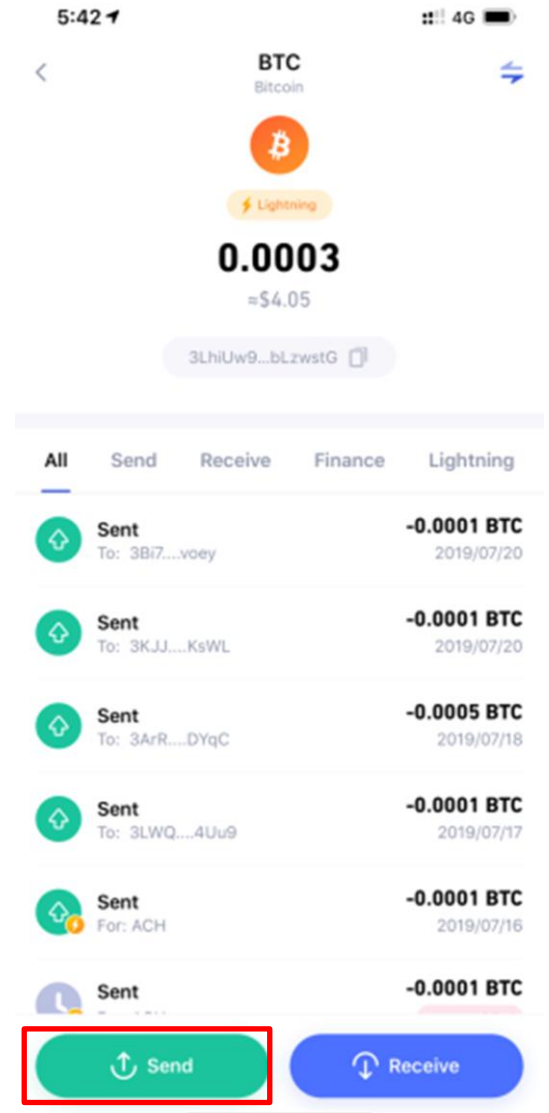 5:42 4G
BTC
Bitcoin
Lightning
0.0003
≈$4.05
3LhiUw9...bLzwstG
All Send Receive Finance Lightning
Sent -0.0001 BTC
To: 3Bi7....voey 2019/07/20
Sent -0.0001 BTC
To: 3KJJ....KsWL 2019/07/20
Sent -0.0005 BTC
To: 3ArR....DYqC 2019/07/18
Sent -0.0001 BTC
To: 3LWQ....4Uu9 2019/07/17
Sent -0.0001 BTC
For: ACH 2019/07/16
Sent -0.0001 BTC
Send Receive